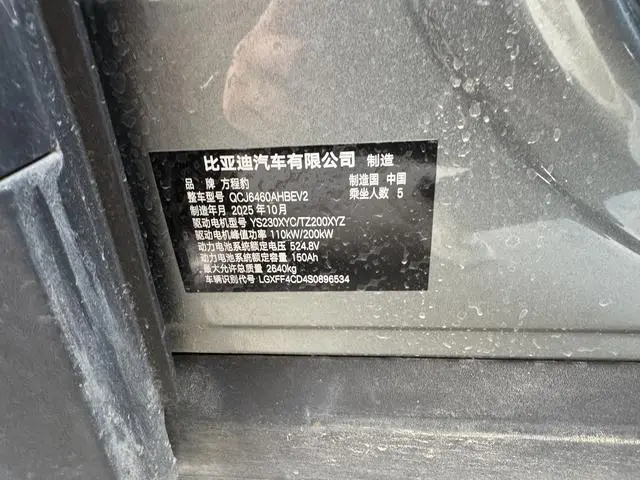 比亚迪汽车有限公司 制造
品 牌 方程豹 制造国 中国
整车型号 QCJ6460AHBEV2 乘坐人数 5
制造年月 2025 年10月
驱动电机型号 YS230XYC/TZ200XYZ
驱动电机峰值功率 110kW/200kW
动力电池系统额定电压 524.8V
动力电池系统额定容量 150Ah
最大允许总质量 2640kg
车辆识别代号 LGXFF4CD4S0896534